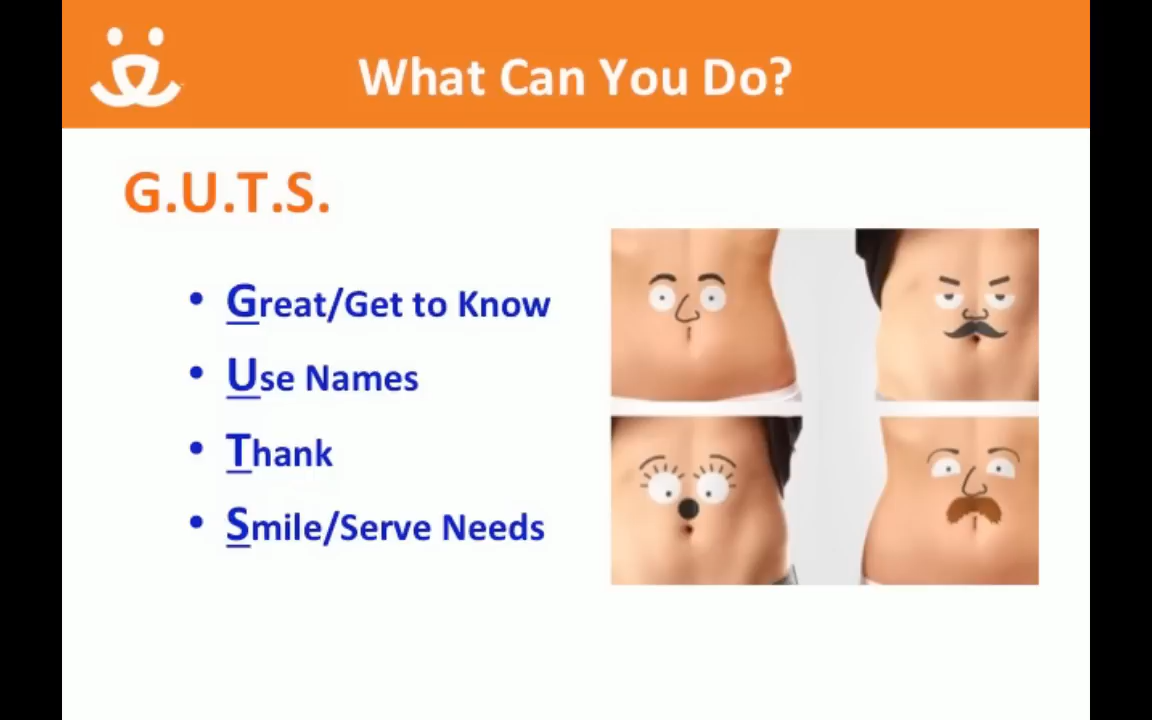 What Can You Do?
G.U.T.S.
• Great/Get to Know
• Use Names
• Thank
• Smile/Serve Needs